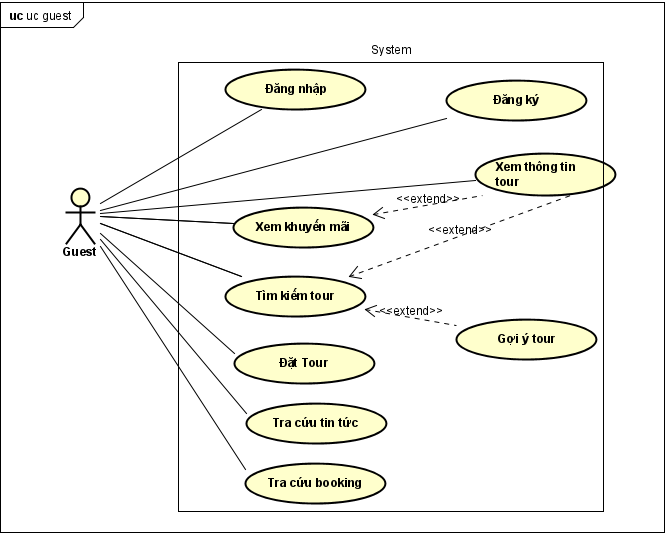 uc uc guest
System
Đăng nhập
Đăng ký
Xem thông tin
tour
<<extend>>
Xem khuyến mãi
<<extend>>
Guest
Tìm kiếm tour
<<extend>>
Gợi ý tour
Đặt Tour
Tra cứu tin tức
Tra cứu booking